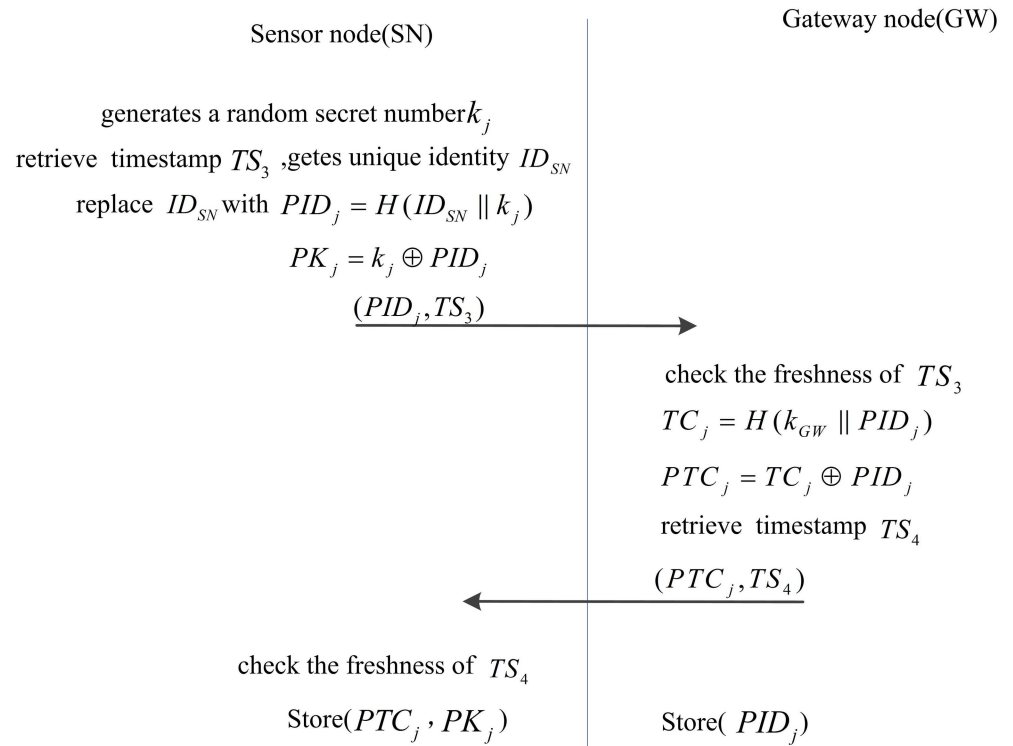 Sensor node(SN)
Gateway node(GW)
generates a random secret number k_j
retrieve timestamp TS_3 ,getes unique identity ID_SN
replace ID_SN with PID_j = H(ID_SN || k_j)
PK_j = k_j ⊕ PID_j
(PID_j, TS_3)
check the freshness of TS_3
TC_j = H(k_GW || PID_j)
PTC_j = TC_j ⊕ PID_j
retrieve timestamp TS_4
(PTC_j, TS_4)
check the freshness of TS_4
Store(PTC_j , PK_j)
Store( PID_j)